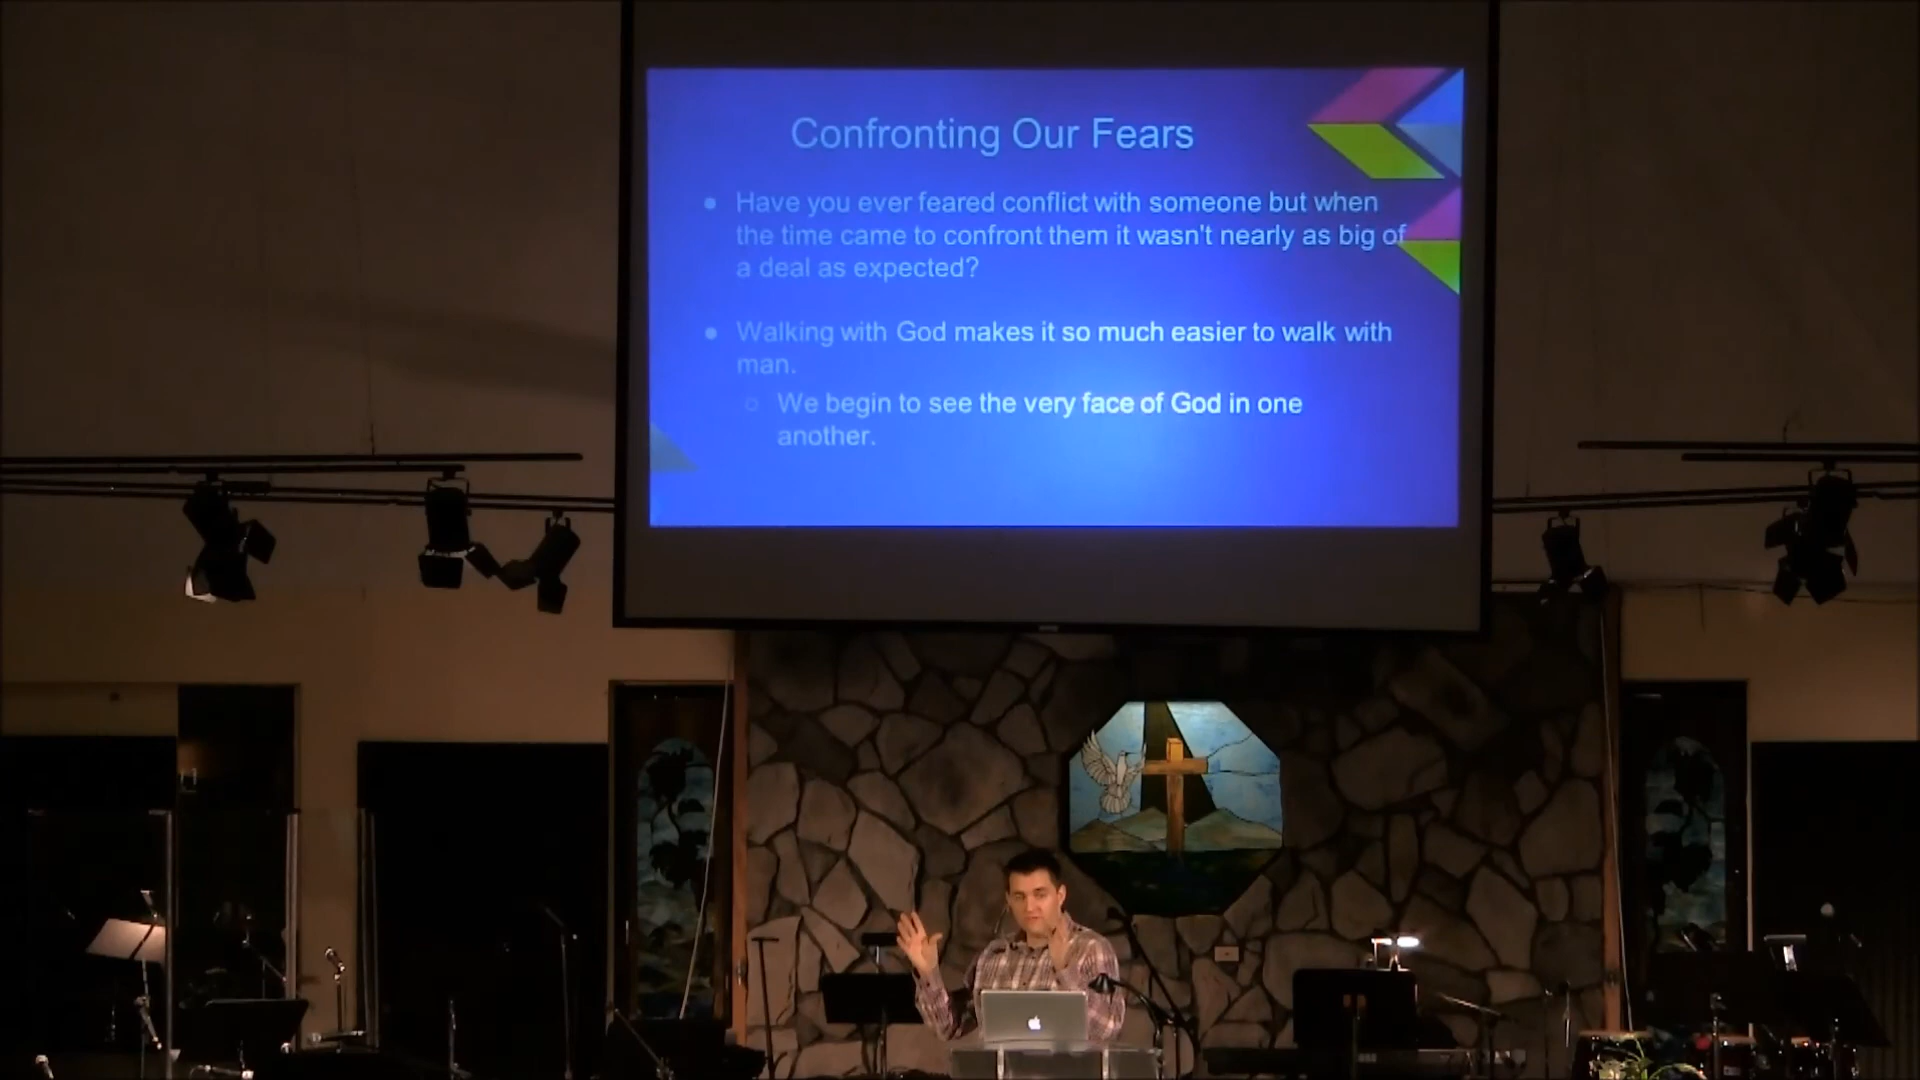 Confronting Our Fears
● Have you ever feared conflict with someone but when
the time came to confront them it wasn't nearly as big of
a deal as expected?
● Walking with God makes it so much easier to walk with
man.
○ We begin to see the very face of God in one
another.